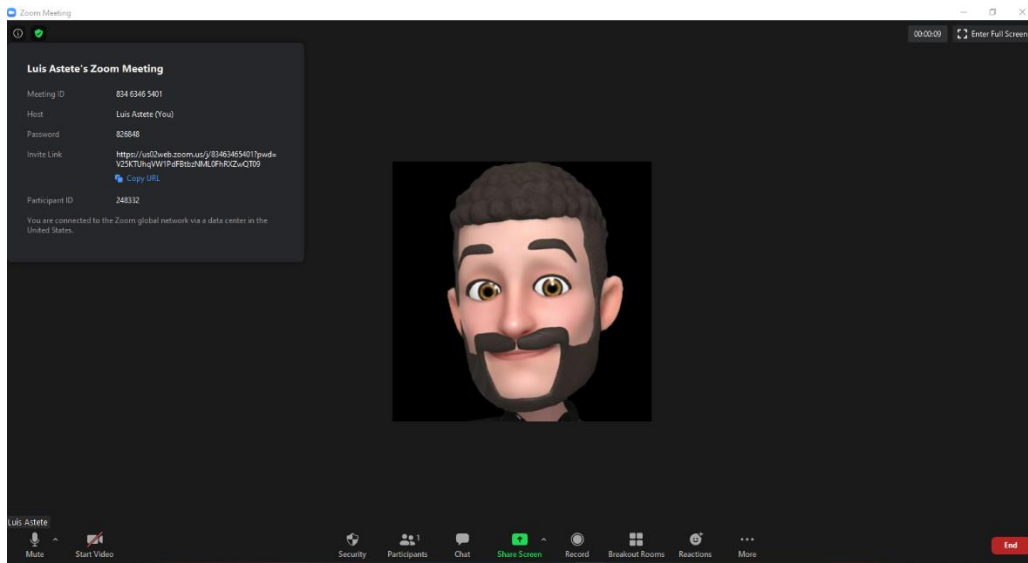 Zoom Meeting
00:00:09 Enter Full Screen
Luis Astete's Zoom Meeting
Meeting ID 834 6346 5401
Host Luis Astete (You)
Password 826848
Invite Link https://us02web.zoom.us/j/83463465401?pwd=
V25KTUhqVW1PdFBtbzNML0FhRXZwQT09
Copy URL
Participant ID 248332
You are connected to the Zoom global network via a data center in the
United States.
Luis Astete
1
Mute Start Video Security Participants Chat Share Screen Record Breakout Rooms Reactions More End